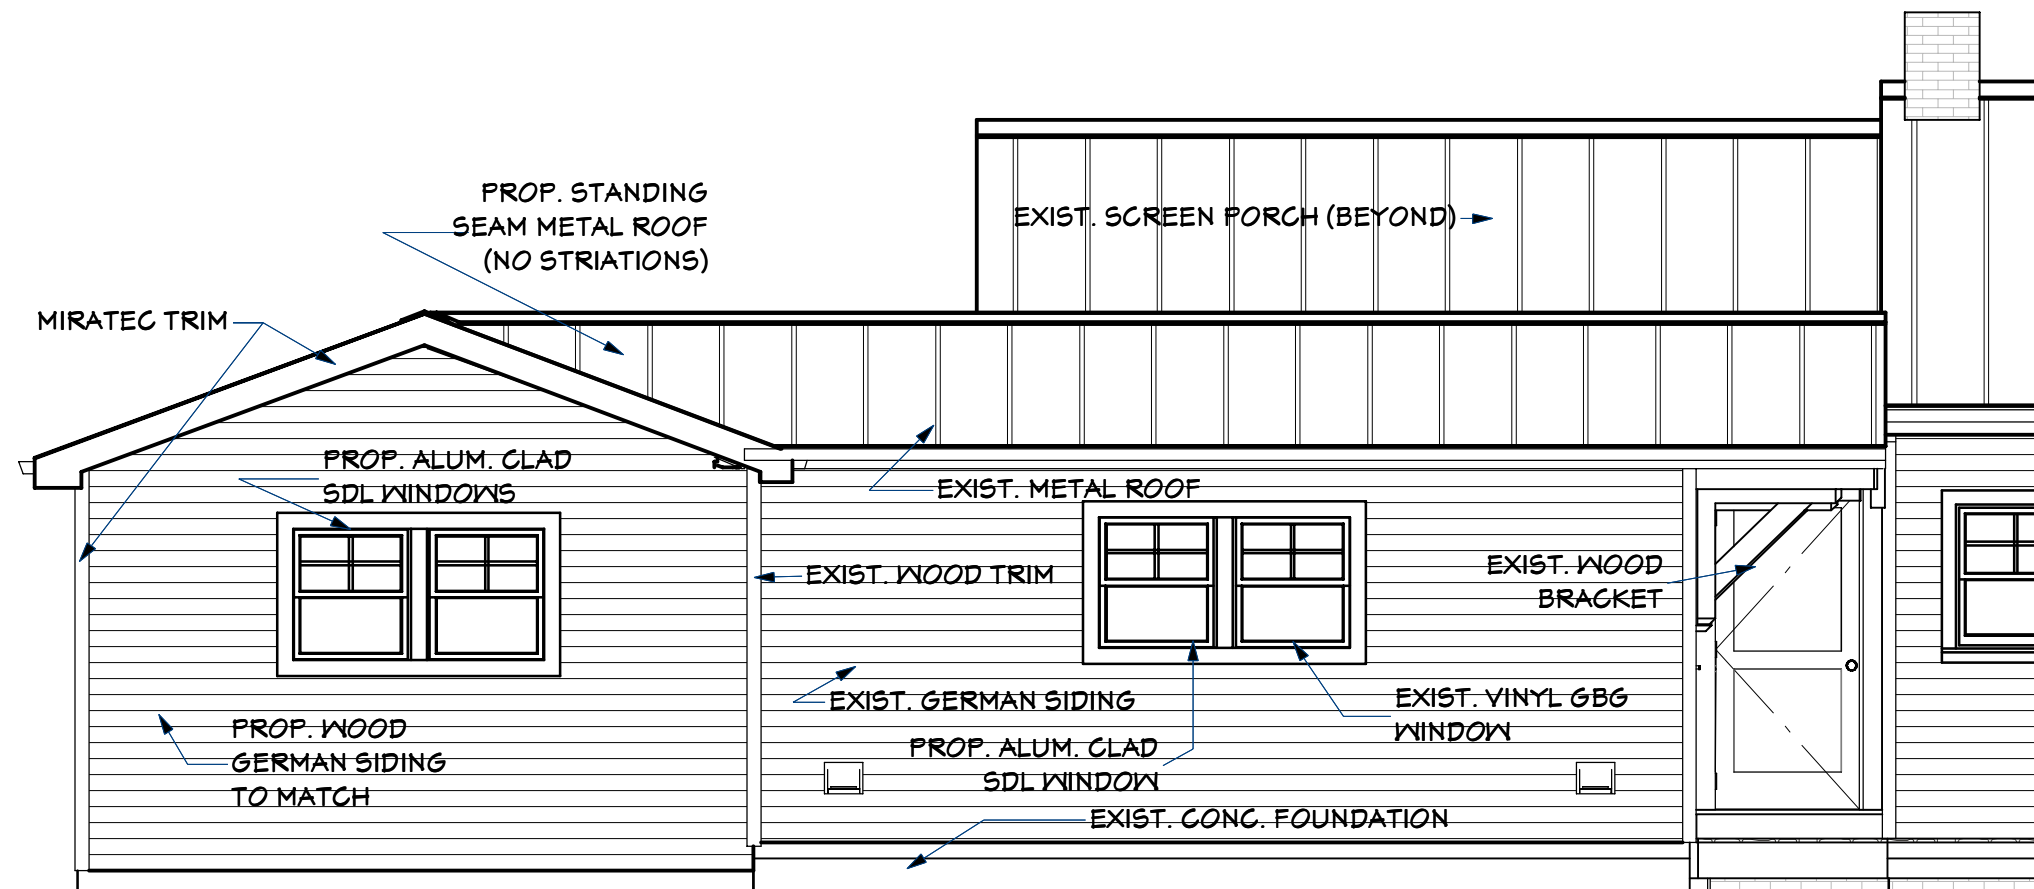 PROP. STANDING
SEAM METAL ROOF
(NO STRIATIONS)
EXIST. SCREEN PORCH (BEYOND)
MIRATEC TRIM
PROP. ALUM. CLAD
SDL WINDOWS
EXIST. METAL ROOF
EXIST. WOOD TRIM
EXIST. WOOD
BRACKET
EXIST. GERMAN SIDING
EXIST. VINYL GBG
WINDOW
PROP. WOOD
GERMAN SIDING
TO MATCH
PROP. ALUM. CLAD
SDL WINDOW
EXIST. CONC. FOUNDATION